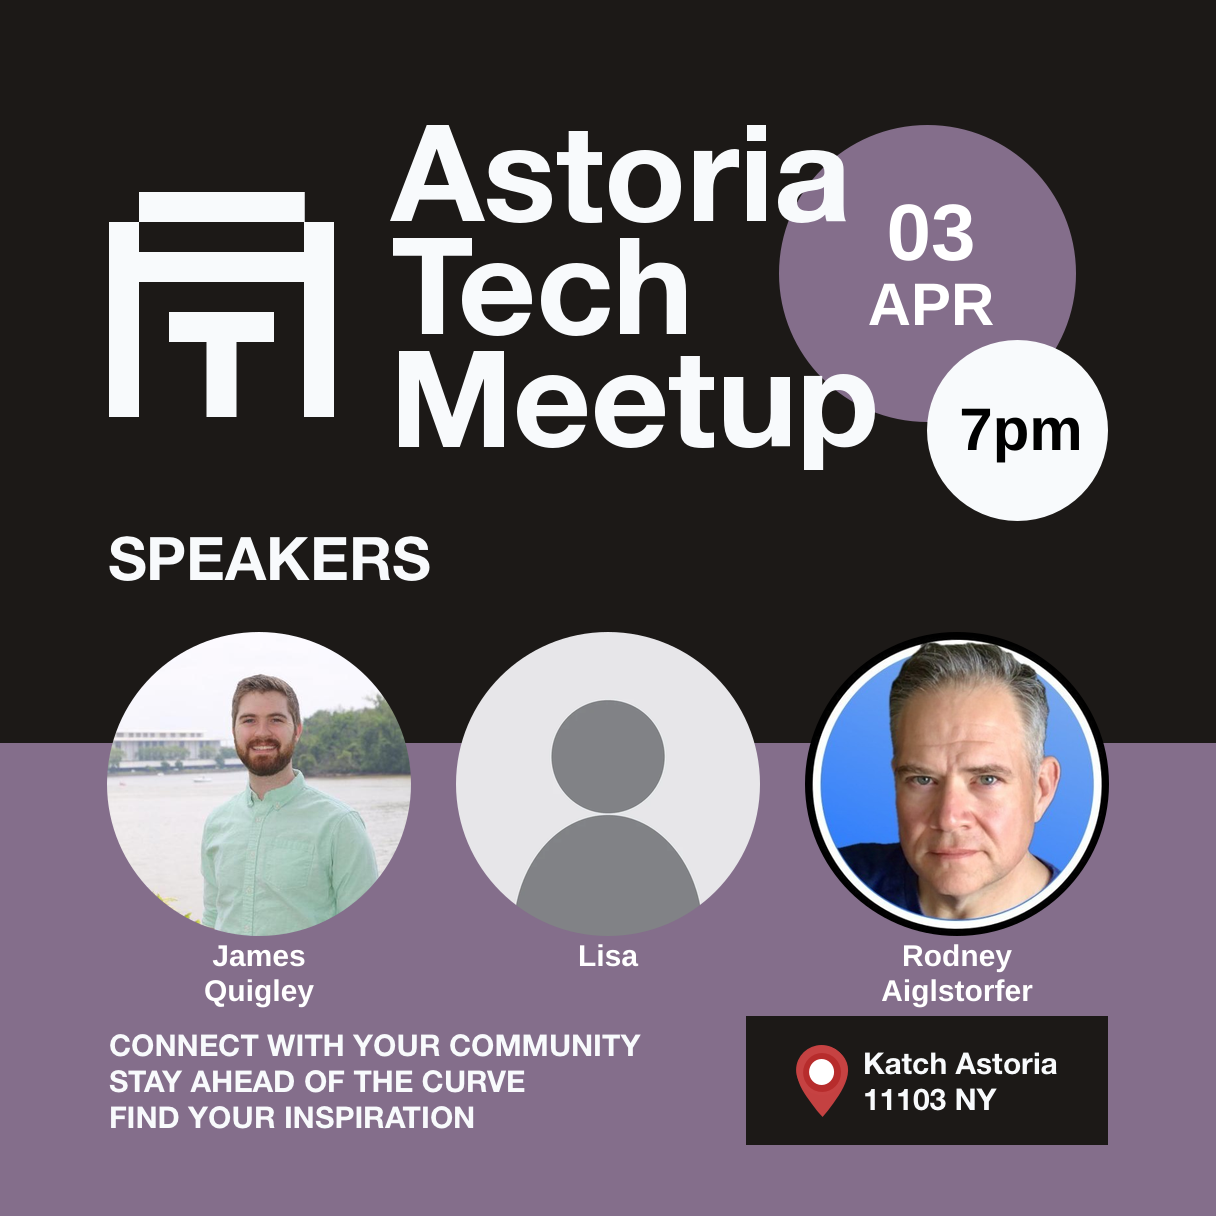 Astoria
Tech
Meetup
03
APR
7pm
SPEAKERS
James
Quigley
Lisa
Rodney
Aiglstorfer
CONNECT WITH YOUR COMMUNITY
STAY AHEAD OF THE CURVE
FIND YOUR INSPIRATION
Katch Astoria
11103 NY